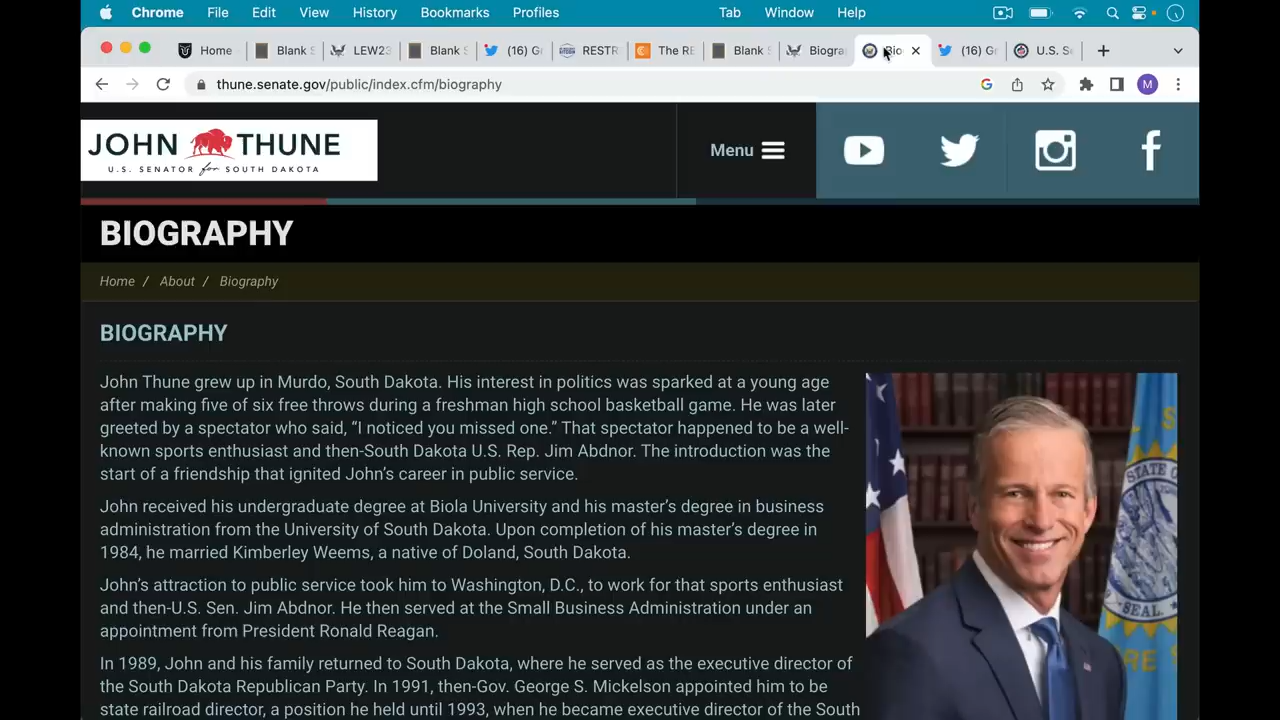 Chrome File Edit View History Bookmarks Profiles Tab Window Help
Home Blank S LEW23 Blank S (16) G RESTR The RE Blank S Biogra Bio (16) G U.S. Se
thune.senate.gov/public/index.cfm/biography
M
JOHN THUNE
U.S. SENATOR for SOUTH DAKOTA
Menu
BIOGRAPHY
Home / About / Biography
BIOGRAPHY
John Thune grew up in Murdo, South Dakota. His interest in politics was sparked at a young age
after making five of six free throws during a freshman high school basketball game. He was later
greeted by a spectator who said, “I noticed you missed one.” That spectator happened to be a well-
known sports enthusiast and then-South Dakota U.S. Rep. Jim Abdnor. The introduction was the
start of a friendship that ignited John’s career in public service.
John received his undergraduate degree at Biola University and his master’s degree in business
administration from the University of South Dakota. Upon completion of his master’s degree in
1984, he married Kimberley Weems, a native of Doland, South Dakota.
John’s attraction to public service took him to Washington, D.C., to work for that sports enthusiast
and then-U.S. Sen. Jim Abdnor. He then served at the Small Business Administration under an
appointment from President Ronald Reagan.
In 1989, John and his family returned to South Dakota, where he served as the executive director of
the South Dakota Republican Party. In 1991, then-Gov. George S. Mickelson appointed him to be
state railroad director, a position he held until 1993, when he became executive director of the South